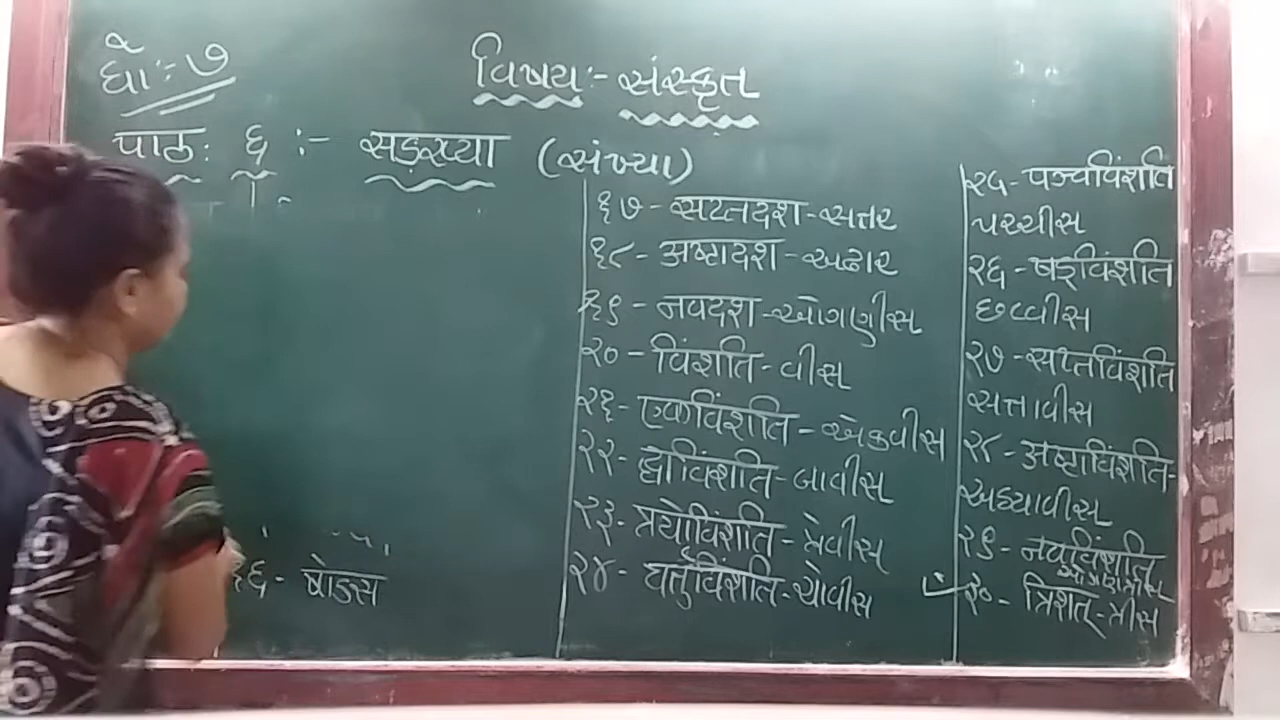 ધો :- ૭
વિષય :- સંસ્કૃત
પાઠ : ६ :- सङ्ख्या (સંખ્યા)
१६ - षोडस
१७ - सप्तदश - સત્તર
१८ - अष्टादश - અઢાર
१९ - नवदश - ઓગણીસ
२० - विंशति - વીસ
२१ - एकविंशति - એકવીસ
२२ - द्वाविंशति - બાવીસ
२३ - त्रयोविंशति - ત્રેવીસ
२४ - चतुर्विंशति - ચોવીસ
२५ - पञ्चविंशति
પચ્ચીસ
२६ - षड्विंशति
છવ્વીસ
२७ - सप्तविंशति
સત્તાવીસ
२८ - अष्टाविंशति -
અઠ્યાવીસ
२९ - नवविंशति
ઓગણત્રીસ
३० - त्रिंशत् - ત્રીસ